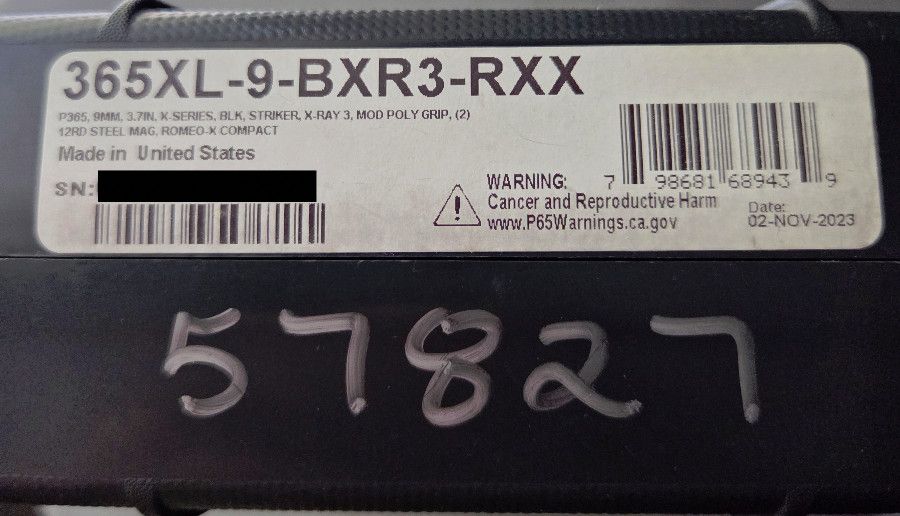 365XL-9-BXR3-RXX
P365, 9MM, 3.7IN, X-SERIES, BLK, STRIKER, X-RAY 3, MOD POLY GRIP, (2)
12RD STEEL MAG, ROMEO-X COMPACT
Made in United States
SN:
WARNING:
Cancer and Reproductive Harm
www.P65Warnings.ca.gov
7 98681 68943 9
Date:
02-NOV-2023
57827